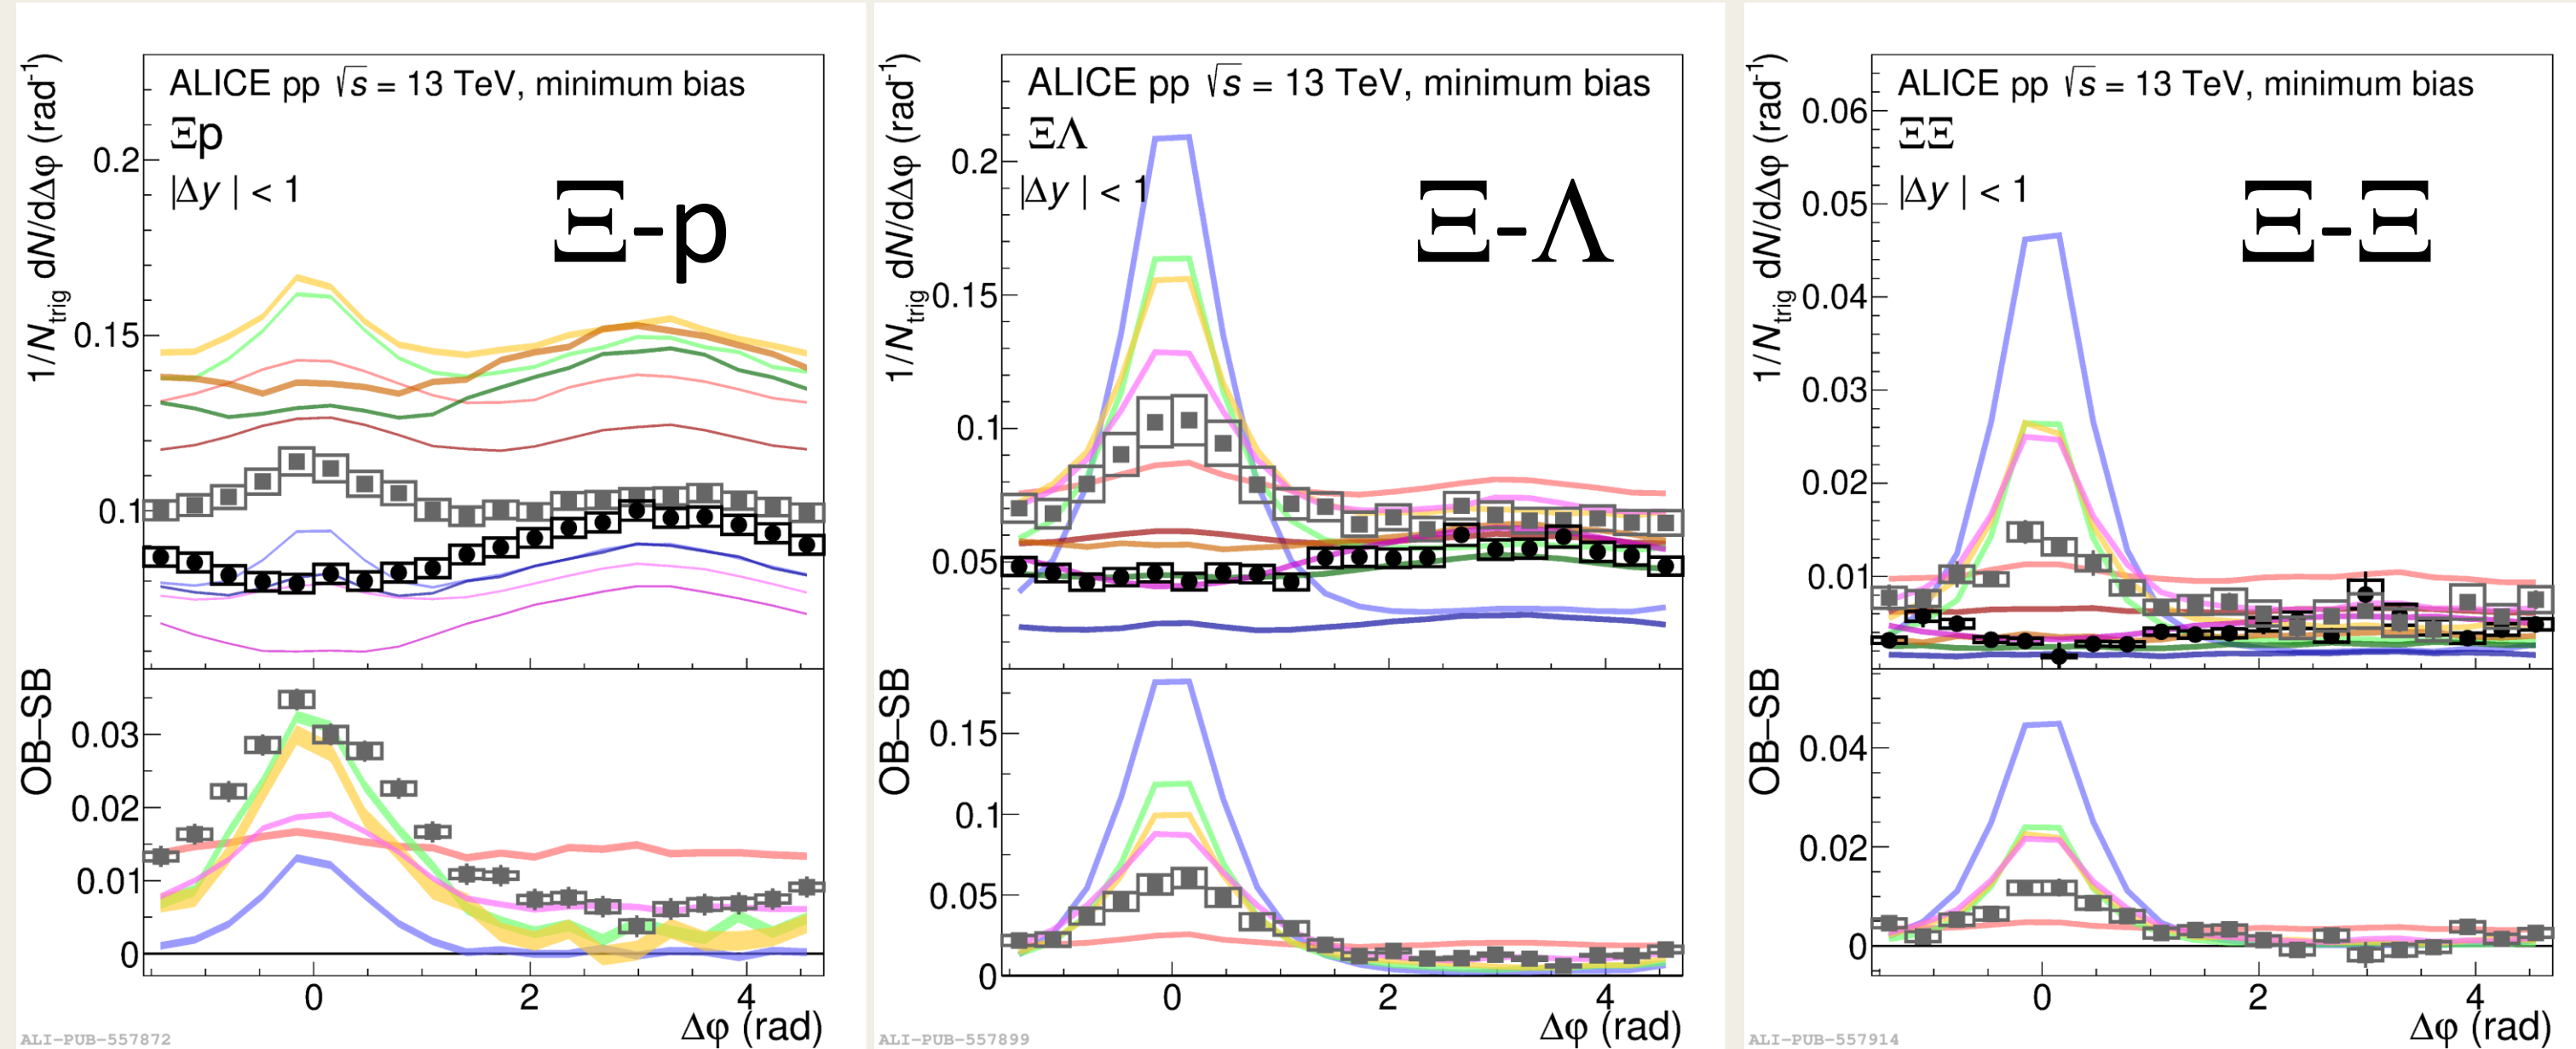 ALICE pp √s = 13 TeV, minimum bias
Ξp
|Δy | < 1
Ξ-p
1/Ntrig dN/dΔφ (rad-1)
0.2
0.15
0.1
OB–SB
0.03
0.02
0.01
0
0 2 4
Δφ (rad)
ALI-PUB-557872
ALICE pp √s = 13 TeV, minimum bias
ΞΛ
|Δy | < 1
Ξ-Λ
1/Ntrig dN/dΔφ (rad-1)
0.2
0.15
0.1
0.05
OB–SB
0.15
0.1
0.05
0
0 2 4
Δφ (rad)
ALI-PUB-557899
ALICE pp √s = 13 TeV, minimum bias
ΞΞ
|Δy | < 1
Ξ-Ξ
1/Ntrig dN/dΔφ (rad-1)
0.06
0.05
0.04
0.03
0.02
0.01
OB–SB
0.04
0.02
0
0 2 4
Δφ (rad)
ALI-PUB-557914